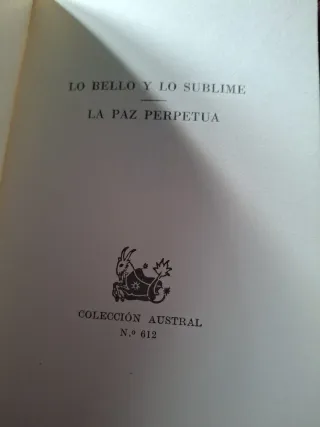 LO BELLO Y LO SUBLIME
LA PAZ PERPETUA
COLECCIÓN AUSTRAL
N.º 612